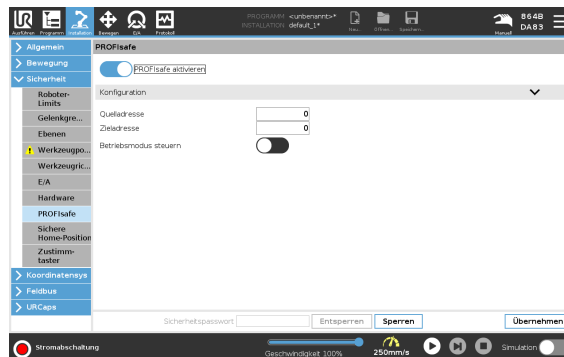 UR
PROGRAMM <unbenannt>*
INSTALLATION default_1*
864B
DA83
Ausführen Programm Installation Bewegen E/A Protokoll Neu... Öffnen... Speichern... Manuell
Allgemein
PROFIsafe
Bewegung
PROFIsafe aktivieren
Sicherheit
Roboter-
Limits
Konfiguration
Gelenkgre...
Quelladresse 0
Zieladresse 0
Ebenen
Werkzeugpo...
Betriebsmodus steuern
Werkzeugric...
E/A
Hardware
PROFIsafe
Sichere
Home-Position
Zustimm-
taster
Koordinatensys
Feldbus
URCaps
Sicherheitspasswort Entsperren Sperren Übernehmen
Stromabschaltung
Geschwindigkeit 100%
250mm/s
Simulation